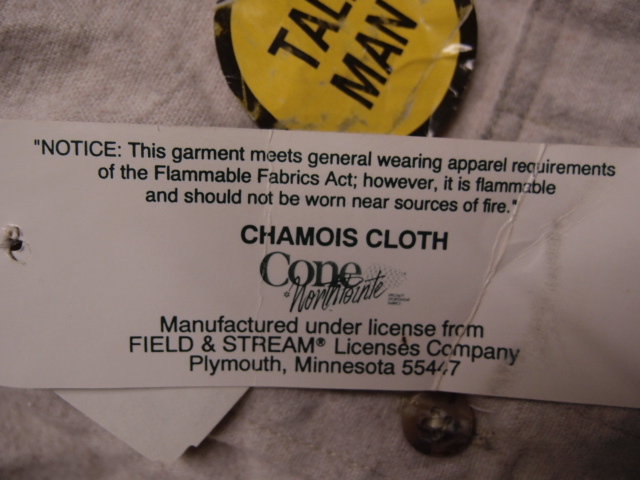 TALL
MAN
"NOTICE: This garment meets general wearing apparel requirements
of the Flammable Fabrics Act; however, it is flammable
and should not be worn near sources of fire."
CHAMOIS CLOTH
Cone
NorthPointe
Manufactured under license from
FIELD & STREAM® Licenses Company
Plymouth, Minnesota 55447